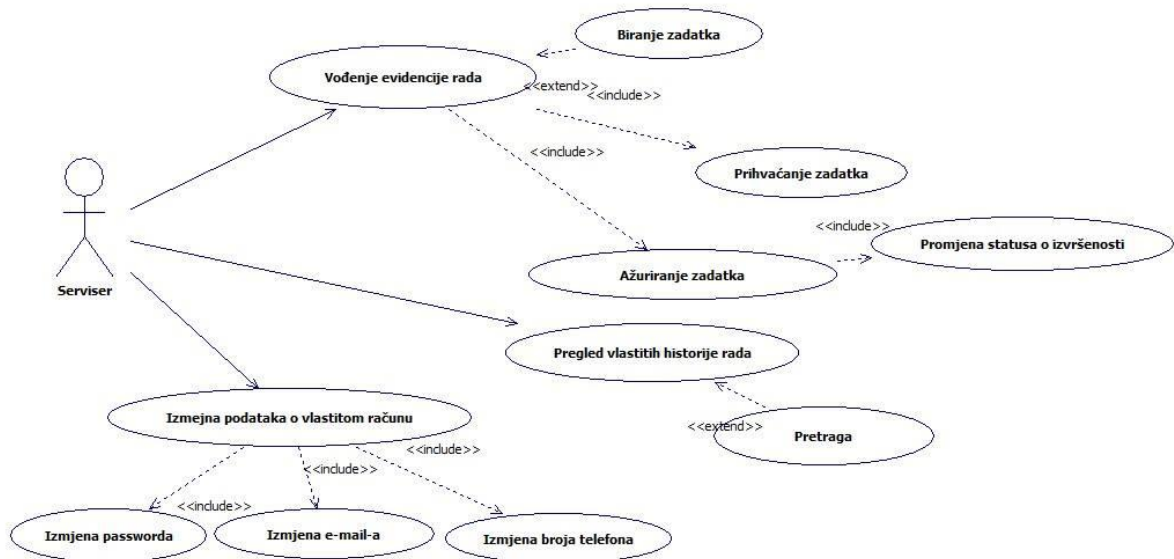 Biranje zadatka
Vođenje evidencije rada
<<extend>>
<<include>>
<<include>>
Prihvaćanje zadatka
<<include>>
Promjena statusa o izvršenosti
Ažuriranje zadatka
Serviser
Pregled vlastitih historije rada
Izmejna podataka o vlastitom računu
<<extend>>
Pretraga
<<include>>
<<include>>
<<include>>
Izmjena passworda
Izmjena e-mail-a
Izmjena broja telefona